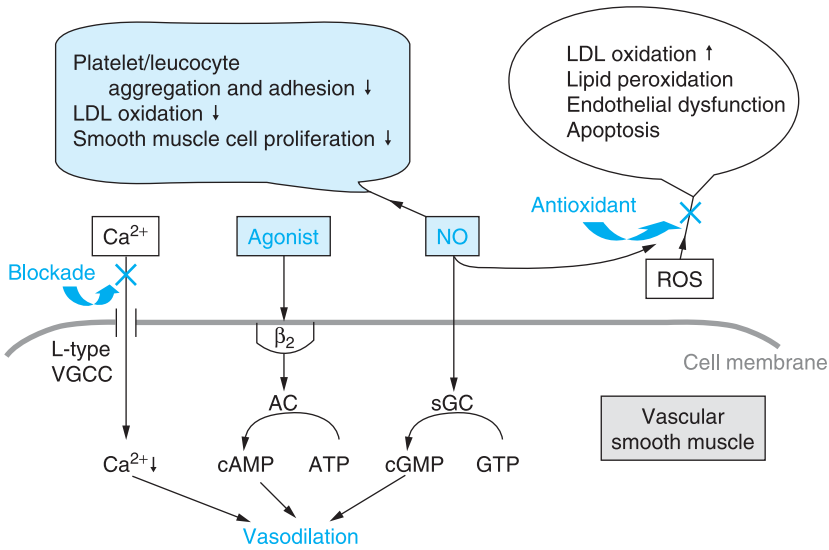 Platelet/leucocyte
aggregation and adhesion ↓
LDL oxidation ↓
Smooth muscle cell proliferation ↓
LDL oxidation ↑
Lipid peroxidation
Endothelial dysfunction
Apoptosis
Antioxidant
Ca²⁺
Agonist
NO
Blockade
ROS
β₂
L-type
VGCC
Cell membrane
AC
sGC
Vascular
smooth muscle
Ca²⁺↓
cAMP
ATP
cGMP
GTP
Vasodilation